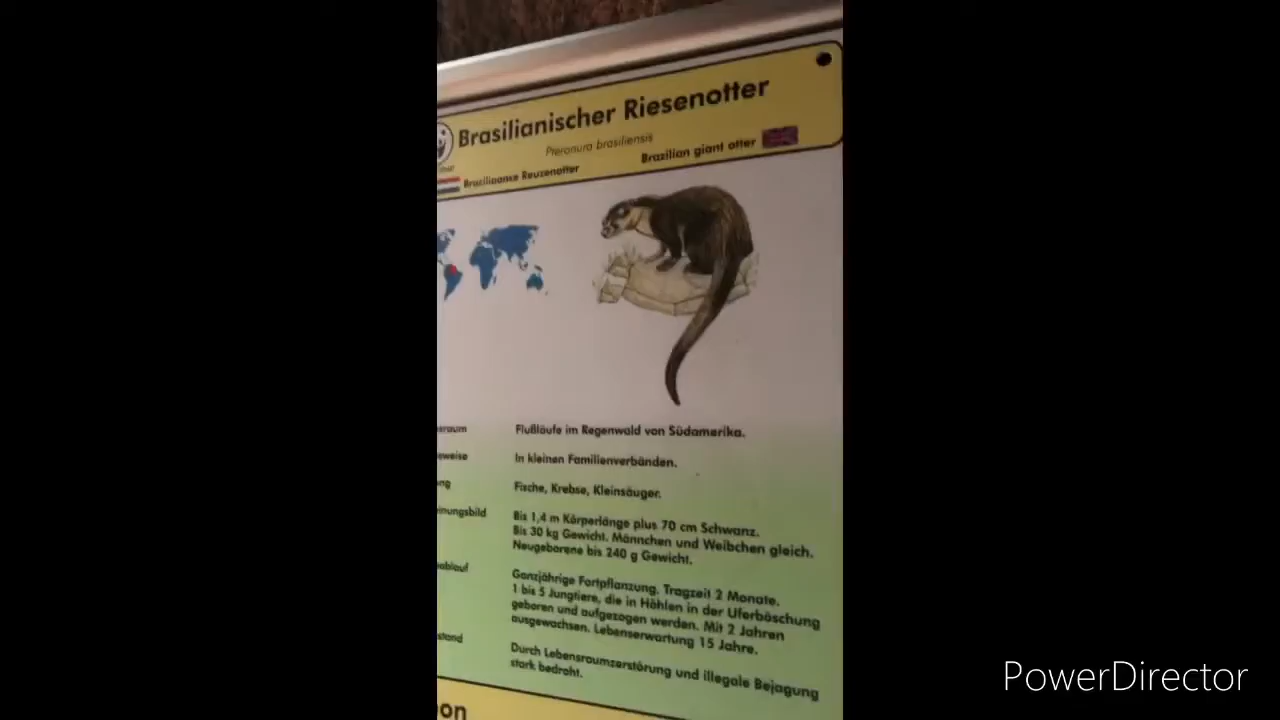 Brasilianischer Riesenotter
Pteronura brasiliensis
Braziliaanse Reuzenotter
Brazilian giant otter
Flußläufe im Regenwald von Südamerika.
In kleinen Familienverbänden.
Fische, Krebse, Kleinsäuger.
Bis 1,4 m Körperlänge plus 70 cm Schwanz.
Bis 30 kg Gewicht. Männchen und Weibchen gleich.
Neugeborene bis 240 g Gewicht.
Ganzjährige Fortpflanzung. Tragzeit 2 Monate.
1 bis 5 Jungtiere, die in Höhlen in der Uferböschung
geboren und aufgezogen werden. Mit 2 Jahren
ausgewachsen. Lebenserwartung 15 Jahre.
Durch Lebensraumzerstörung und illegale Bejagung
stark bedroht.
PowerDirector